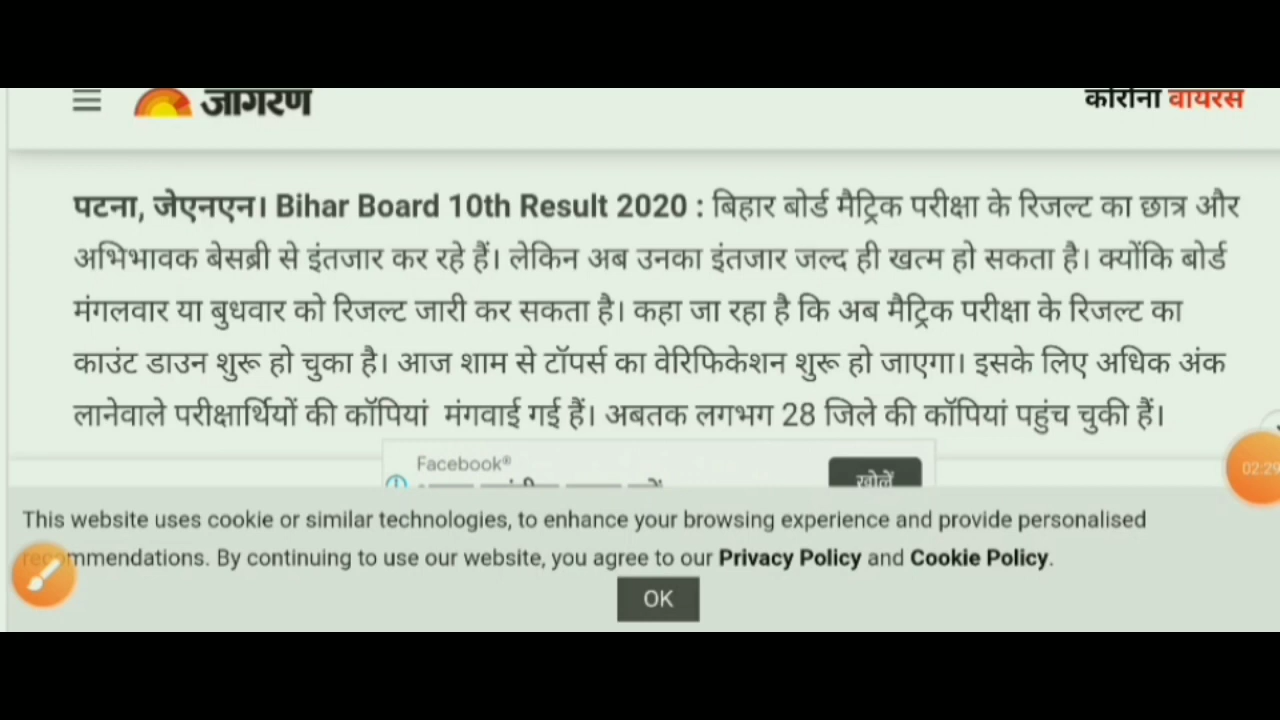 जागरण
कोरोना वायरस
पटना, जेएनएन। Bihar Board 10th Result 2020 : बिहार बोर्ड मैट्रिक परीक्षा के रिजल्ट का छात्र और
अभिभावक बेसब्री से इंतजार कर रहे हैं। लेकिन अब उनका इंतजार जल्द ही खत्म हो सकता है। क्योंकि बोर्ड
मंगलवार या बुधवार को रिजल्ट जारी कर सकता है। कहा जा रहा है कि अब मैट्रिक परीक्षा के रिजल्ट का
काउंट डाउन शुरू हो चुका है। आज शाम से टॉपर्स का वेरिफिकेशन शुरू हो जाएगा। इसके लिए अधिक अंक
लानेवाले परीक्षार्थियों की कॉपियां मंगवाई गई हैं। अबतक लगभग 28 जिले की कॉपियां पहुंच चुकी हैं।
Facebook®
खोलें
02:29
This website uses cookie or similar technologies, to enhance your browsing experience and provide personalised
recommendations. By continuing to use our website, you agree to our Privacy Policy and Cookie Policy.
OK